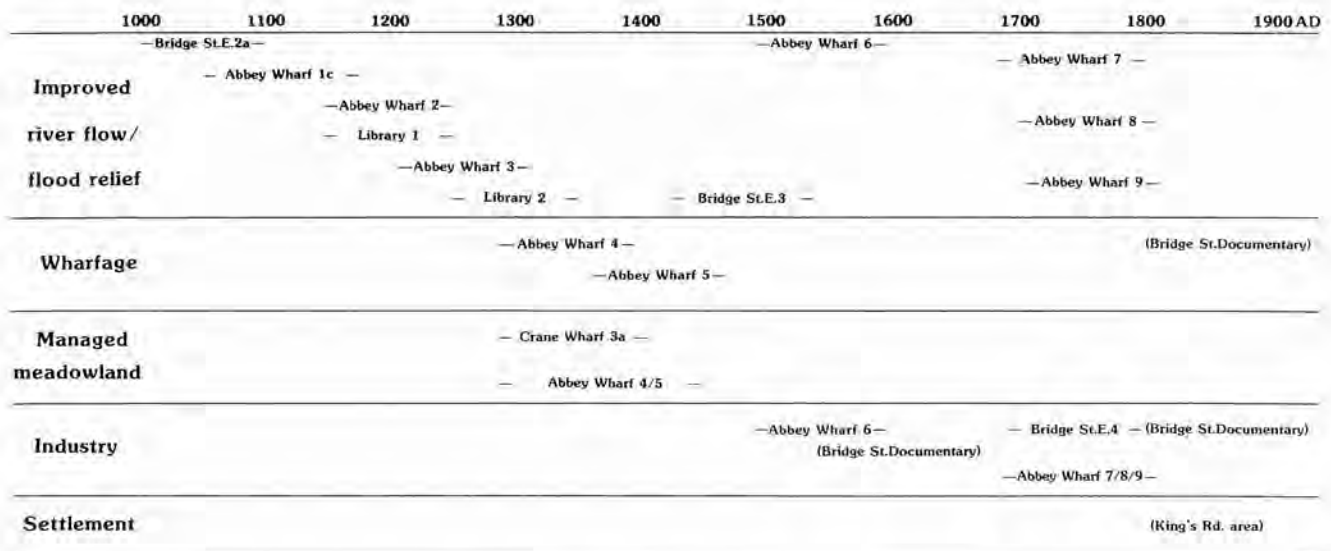 1000 1100 1200 1300 1400 1500 1600 1700 1800 1900 AD
—Bridge St.E.2a— —Abbey Wharf 6—
— Abbey Wharf 7 —
— Abbey Wharf 1c —
Improved
—Abbey Wharf 2—
— Abbey Wharf 8 —
river flow/
— Library 1 —
—Abbey Wharf 3—
flood relief
—Abbey Wharf 9—
— Library 2 — — Bridge St.E.3 —
—Abbey Wharf 4— (Bridge St.Documentary)
Wharfage
—Abbey Wharf 5—
Managed
— Crane Wharf 3a —
meadowland
— Abbey Wharf 4/5 —
—Abbey Wharf 6— — Bridge St.E.4 — (Bridge St.Documentary)
Industry
(Bridge St.Documentary)
—Abbey Wharf 7/8/9—
Settlement
(King's Rd. area)